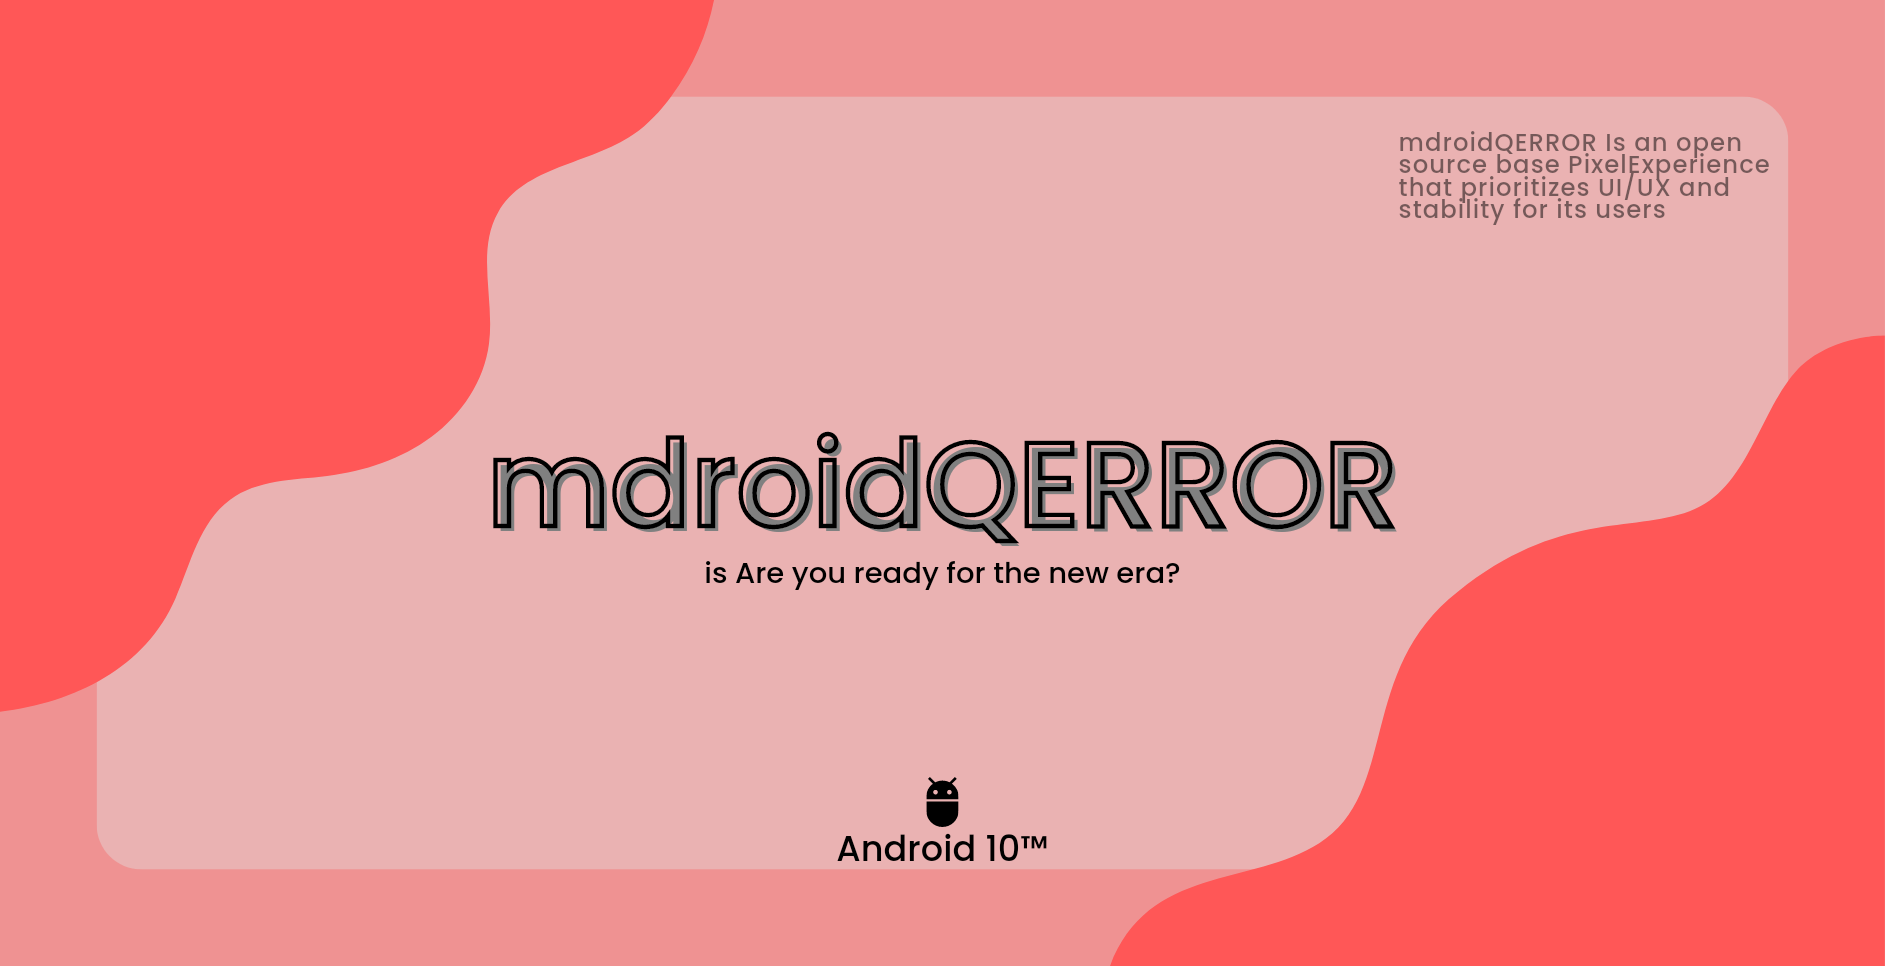 mdroidQERROR Is an open
source base PixelExperience
that prioritizes UI/UX and
stability for its users
mdroidQERROR
is Are you ready for the new era?
Android 10™